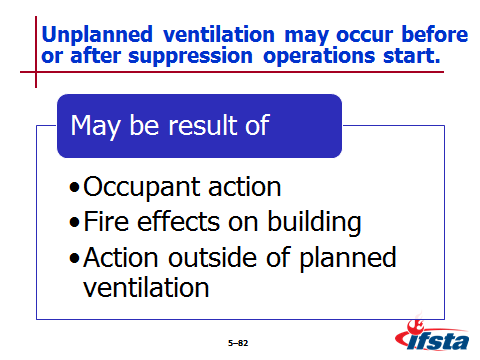 Unplanned ventilation may occur before
or after suppression operations start.
May be result of
•Occupant action
•Fire effects on building
•Action outside of planned
ventilation
5–82
ifsta